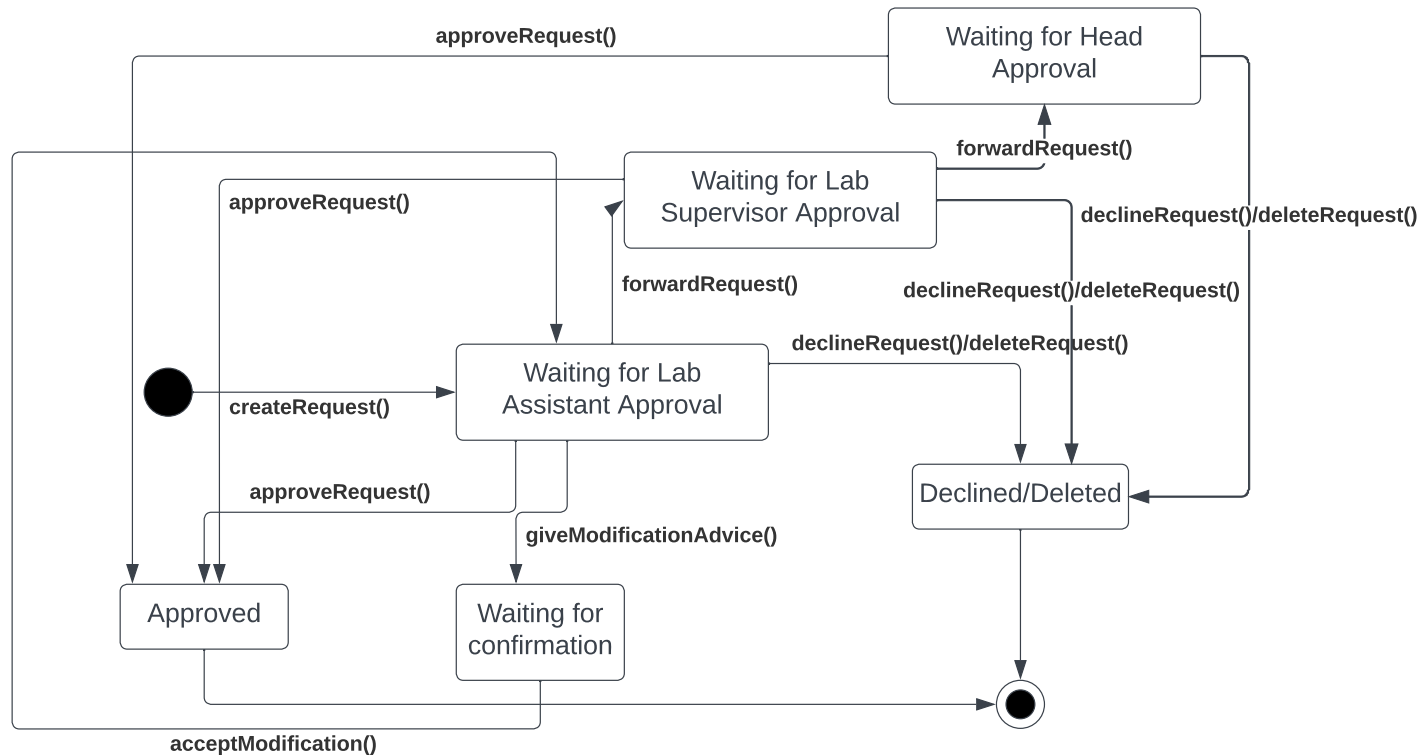 approveRequest()
Waiting for Head
Approval
forwardRequest()
Waiting for Lab
Supervisor Approval
approveRequest()
declineRequest()/deleteRequest()
forwardRequest()
declineRequest()/deleteRequest()
declineRequest()/deleteRequest()
Waiting for Lab
Assistant Approval
createRequest()
approveRequest()
Declined/Deleted
giveModificationAdvice()
Approved
Waiting for
confirmation
acceptModification()